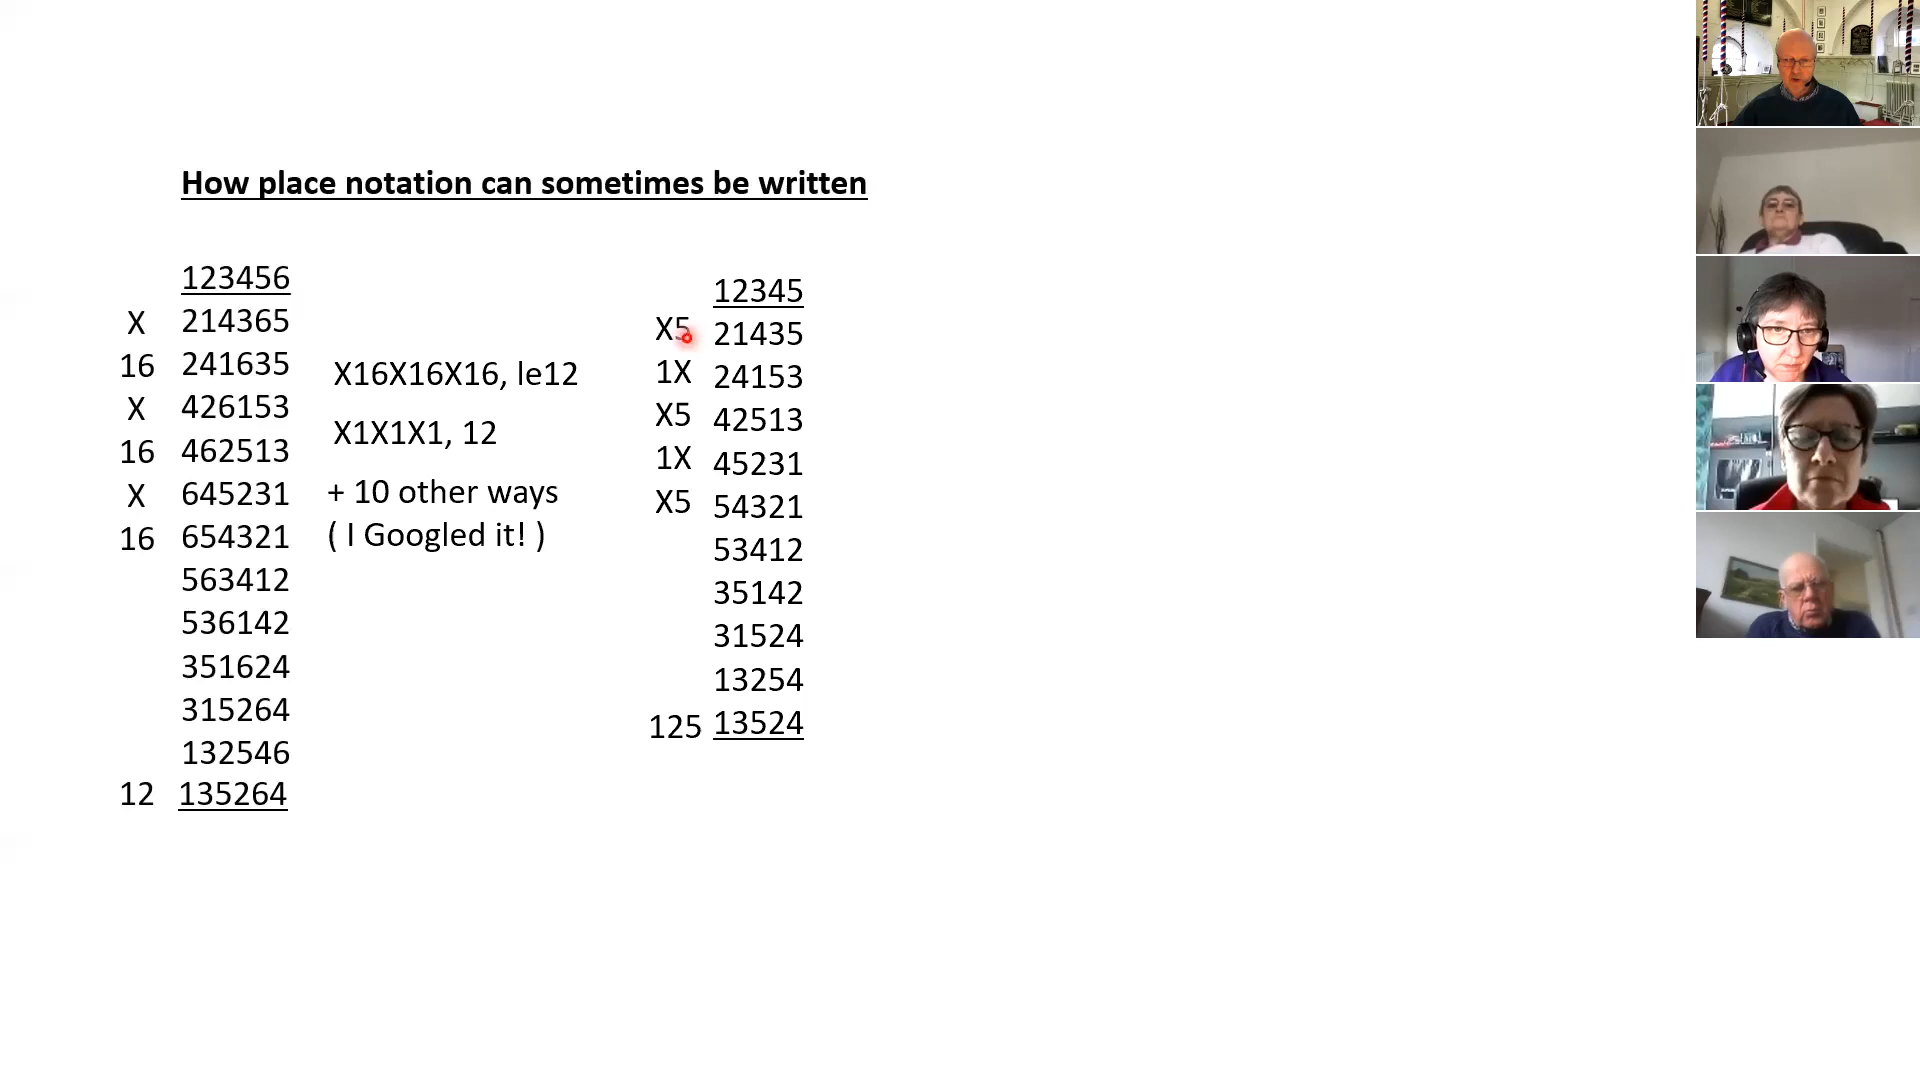 How place notation can sometimes be written
123456
X 214365
16 241635
X 426153
16 462513
X 645231
16 654321
563412
536142
351624
315264
132546
12 135264
X16X16X16, le12
X1X1X1, 12
+ 10 other ways
( I Googled it! )
12345
X5 21435
1X 24153
X5 42513
1X 45231
X5 54321
53412
35142
31524
13254
125 13524